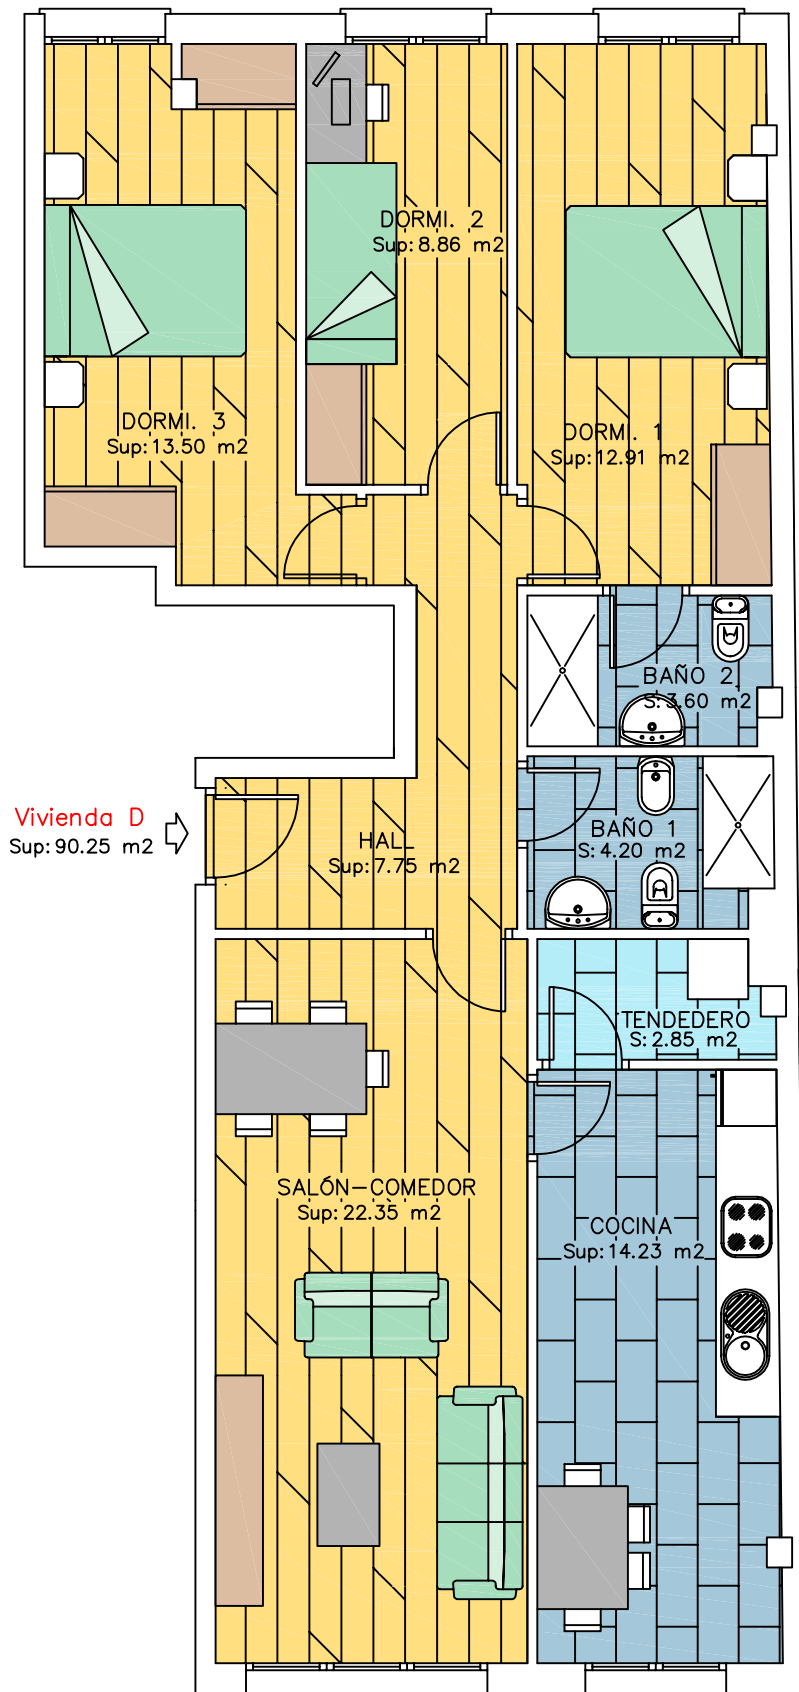 DORMI. 2
Sup: 8.86 m2
DORMI. 3
Sup: 13.50 m2
DORMI. 1
Sup: 12.91 m2
BAÑO 2
S: 3.60 m2
Vivienda D
Sup: 90.25 m2
HALL
Sup: 7.75 m2
BAÑO 1
S: 4.20 m2
TENDEDERO
S: 2.85 m2
SALÓN-COMEDOR
Sup: 22.35 m2
COCINA
Sup: 14.23 m2